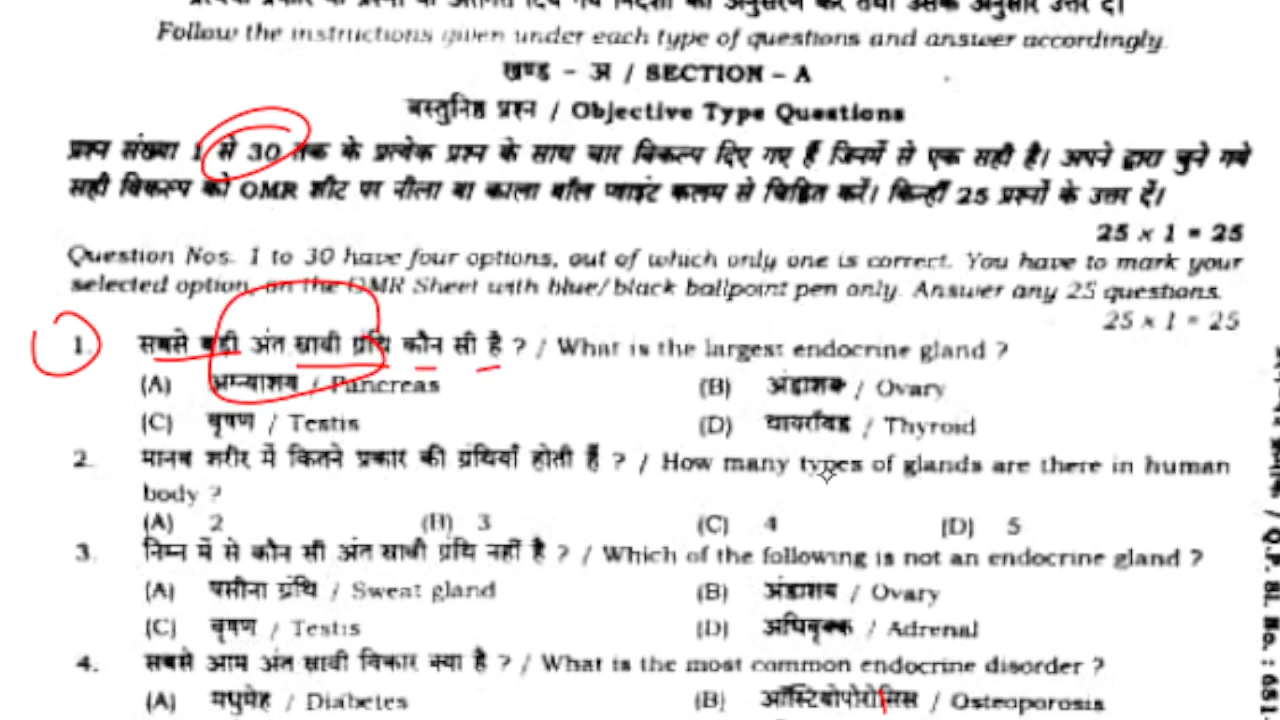 Follow the instructions given under each type of questions and answer accordingly.
खण्ड - अ / SECTION - A
वस्तुनिष्ठ प्रश्न / Objective Type Questions
प्रश्न संख्या 1 से 30 तक के प्रत्येक प्रश्न के साथ चार विकल्प दिए गए हैं जिनमें से एक सही है। अपने द्वारा चुने गये
सही विकल्प को OMR शीट पर नीला या काला बॉल प्वाइंट कलम से चिह्नित करें। किन्हीं 25 प्रश्नों के उत्तर दें।
25 x 1 = 25
Question Nos. 1 to 30 have four options, out of which only one is correct. You have to mark your
selected option, on the OMR Sheet with blue/black ballpoint pen only. Answer any 25 questions.
25 x 1 = 25
1. सबसे बड़ी अंत स्रावी ग्रंथि कौन सी है ? / What is the largest endocrine gland ?
(A) अग्न्याशय / Pancreas (B) अंडाशय / Ovary
(C) वृषण / Testis (D) थायरॉयड / Thyroid
2. मानव शरीर में कितने प्रकार की ग्रंथियाँ होती हैं ? / How many types of glands are there in human
body ?
(A) 2 (B) 3 (C) 4 (D) 5
3. निम्न में से कौन सी अंत स्रावी ग्रंथि नहीं है ? / Which of the following is not an endocrine gland ?
(A) पसीना ग्रंथि / Sweat gland (B) अंडाशय / Ovary
(C) वृषण / Testis (D) अधिवृक्क / Adrenal
4. सबसे आम अंत स्रावी विकार क्या है ? / What is the most common endocrine disorder ?
(A) मधुमेह / Diabetes (B) ऑस्टियोपोरोसिस / Osteoporosis
/ Q.P. Sl. No. : 681